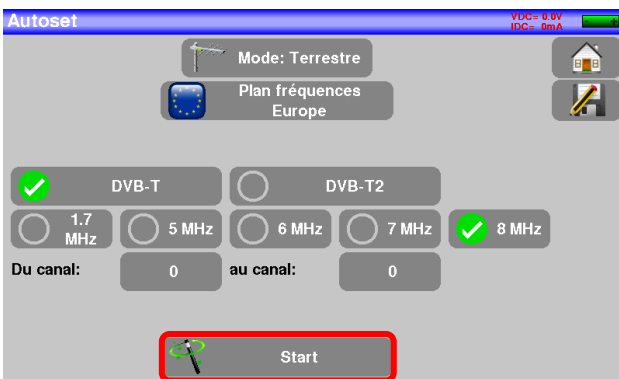 Autoset
VDC= 0.0V
IDC= 0mA
- +
Mode: Terrestre
Plan fréquences
Europe
DVB-T
DVB-T2
1.7
MHz
5 MHz
6 MHz
7 MHz
8 MHz
Du canal:
0
au canal:
0
Start